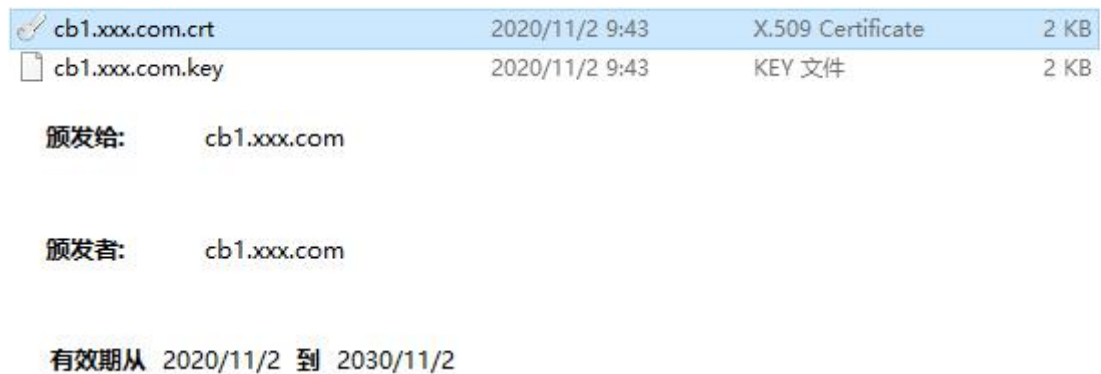 cb1.xxx.com.crt 2020/11/2 9:43 X.509 Certificate 2 KB
cb1.xxx.com.key 2020/11/2 9:43 KEY 文件 2 KB
颁发给: cb1.xxx.com
颁发者: cb1.xxx.com
有效期从 2020/11/2 到 2030/11/2